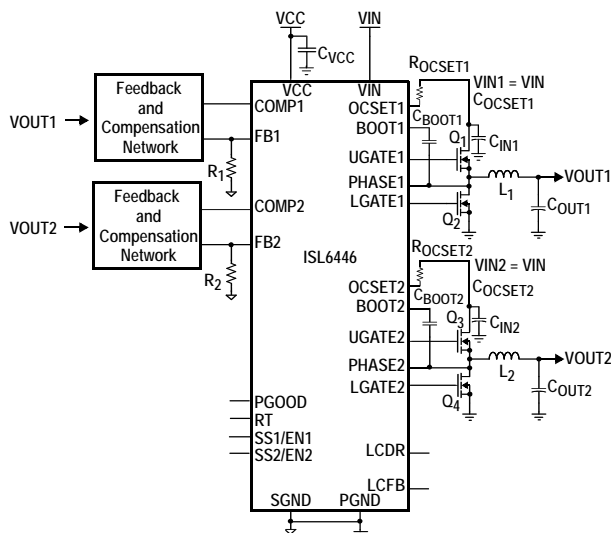 VCC
VIN
CVCC
VCC
VIN
ROCSET1
VIN1 = VIN
OCSET1
COCSET1
BOOT1
CBOOT1
Feedback
and
Compensation
Network
VOUT1
COMP1
FB1
R1
UGATE1
Q1
CIN1
PHASE1
L1
VOUT1
LGATE1
Q2
COUT1
Feedback
and
Compensation
Network
VOUT2
COMP2
FB2
R2
ISL6446
ROCSET2
VIN2 = VIN
OCSET2
COCSET2
BOOT2
CBOOT2
UGATE2
Q3
CIN2
PHASE2
L2
VOUT2
LGATE2
Q4
COUT2
PGOOD
RT
SS1/EN1
SS2/EN2
LCDR
LCFB
SGND
PGND